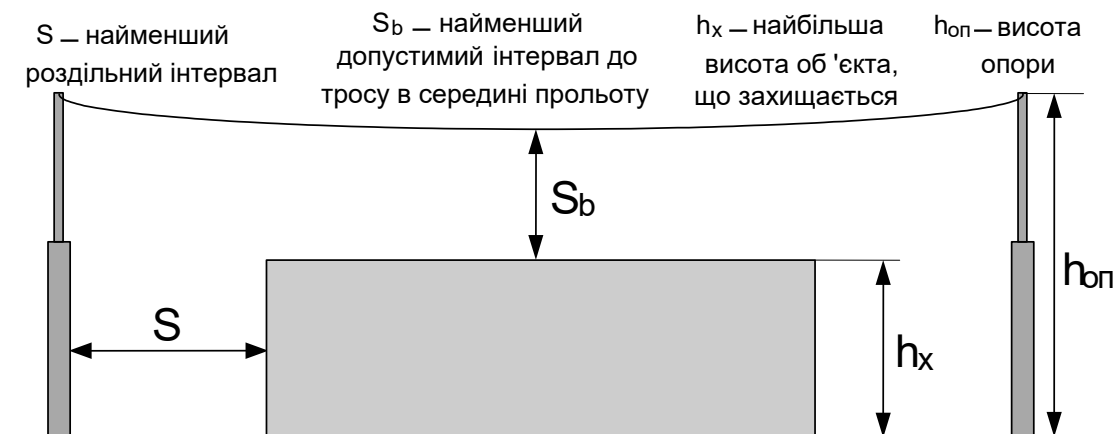 S – найменший
роздільний інтервал
Sb – найменший
допустимий інтервал до
тросу в середині прольоту
hx – найбільша
висота об 'єкта,
що захищається
hоп – висота
опори
Sb
S
hx
hоп